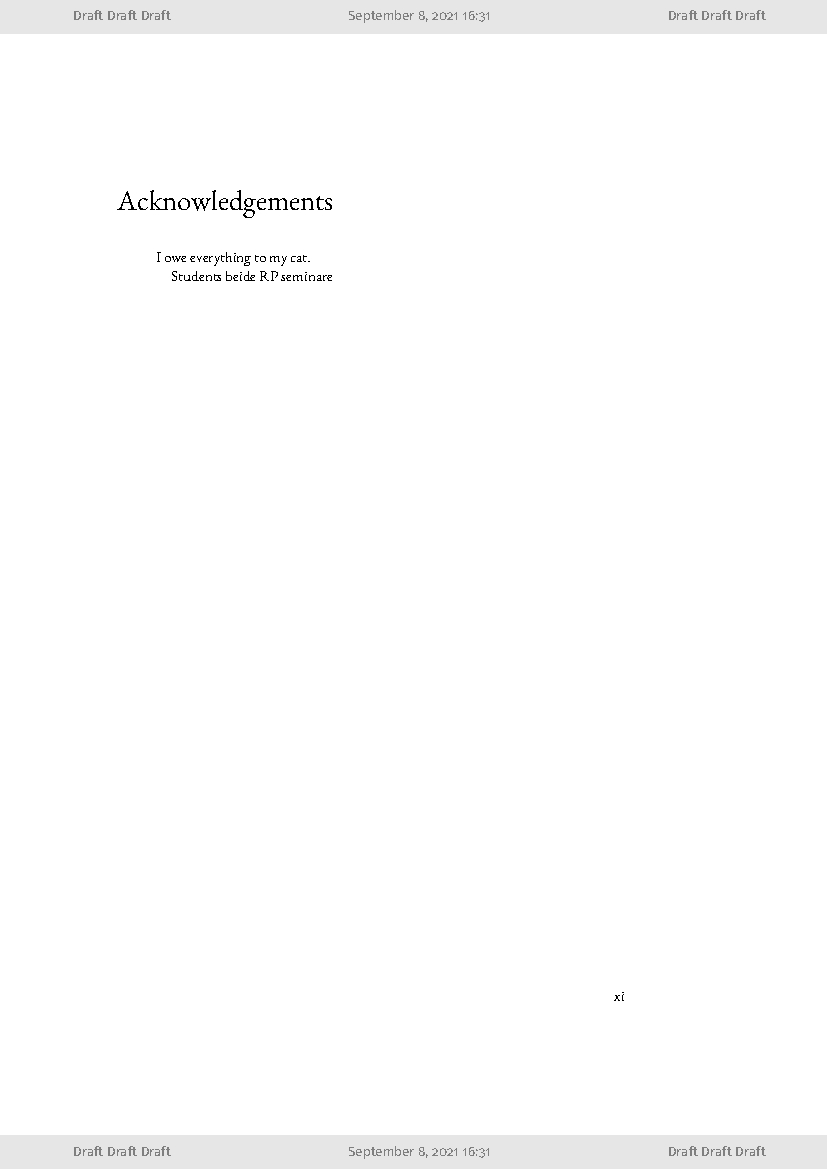 Draft Draft Draft September 8, 2021 16:31 Draft Draft Draft
Acknowledgements
I owe everything to my cat.
Students beide RP seminare
xi
Draft Draft Draft September 8, 2021 16:31 Draft Draft Draft